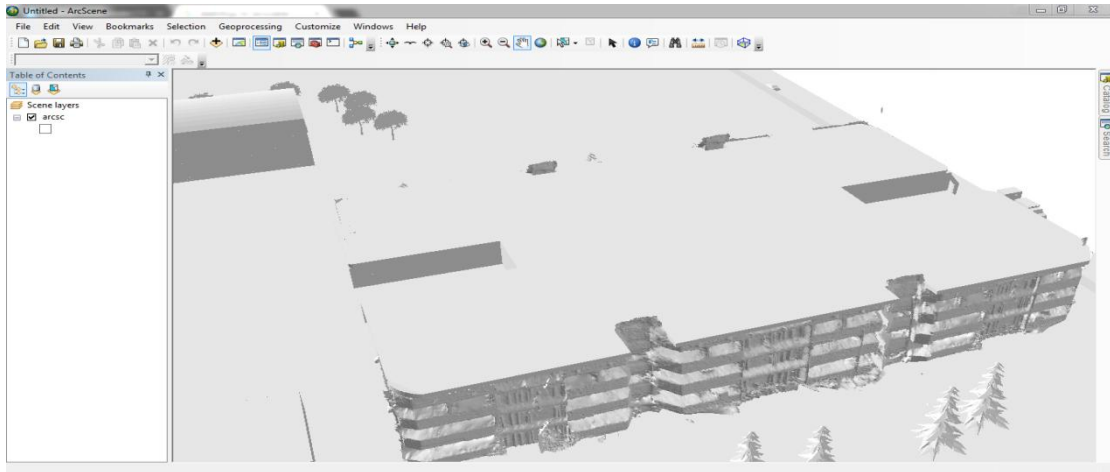 Untitled - ArcScene
File Edit View Bookmarks Selection Geoprocessing Customize Windows Help
Table of Contents
Scene layers
arcsc
Catalog
Search